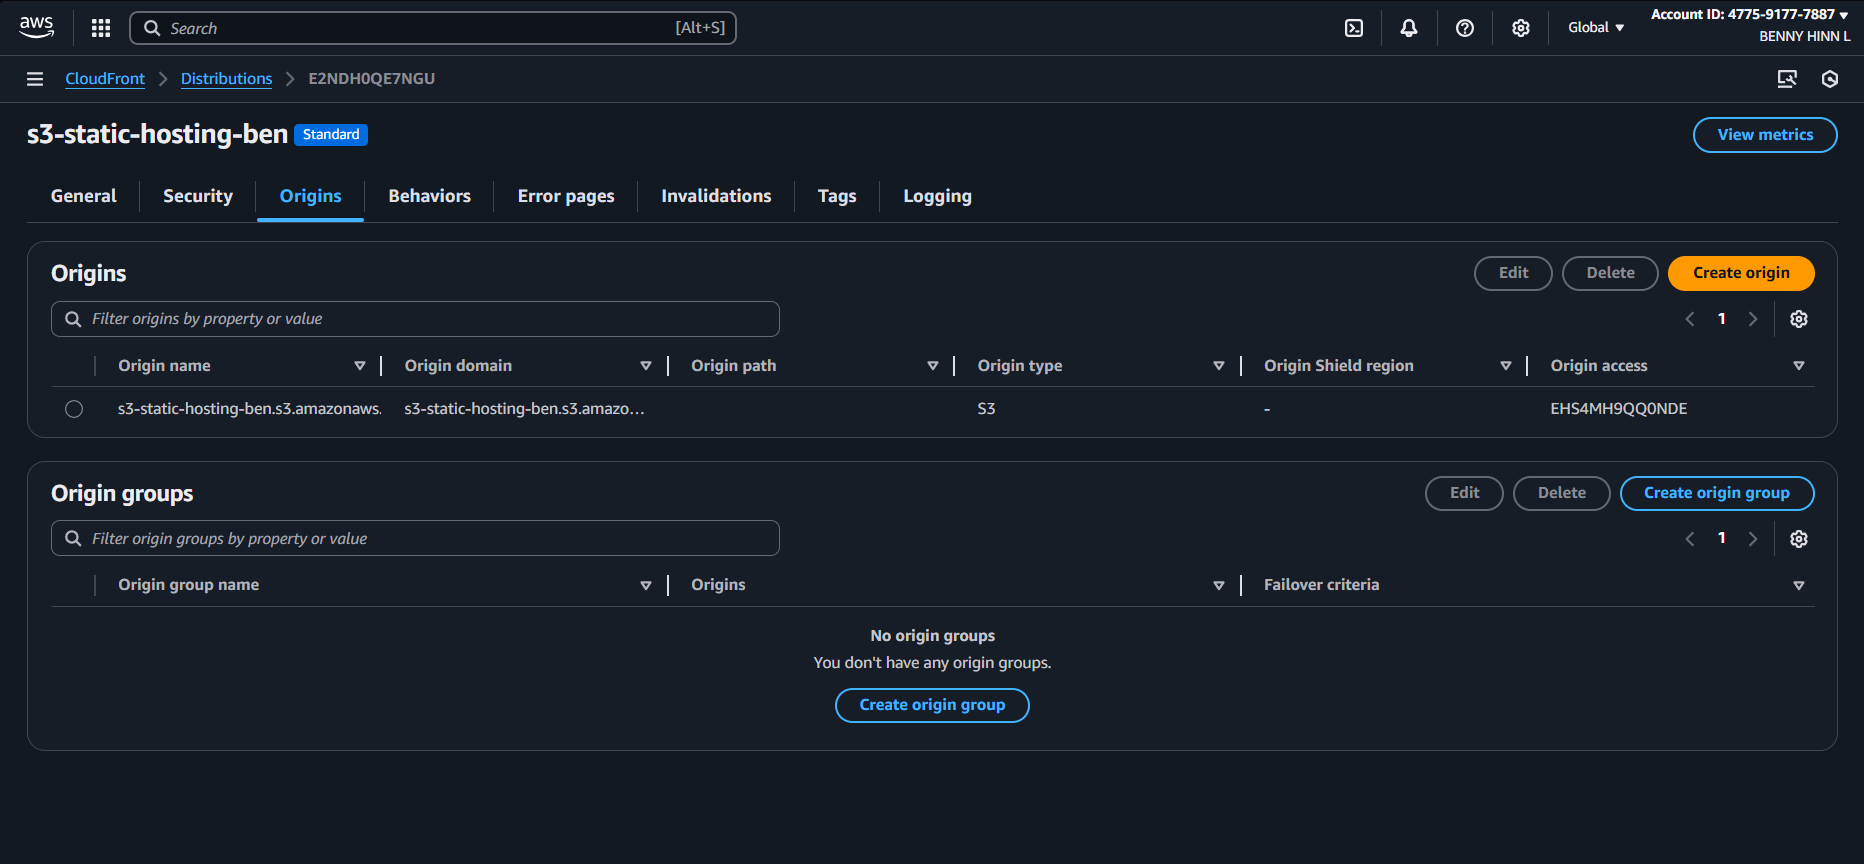 aws
Search [Alt+S]
Global
Account ID: 4775-9177-7887
BENNY HINN L
CloudFront
Distributions
E2NDH0QE7NGU
s3-static-hosting-ben Standard
View metrics
General Security Origins Behaviors Error pages Invalidations Tags Logging
Origins
Edit Delete Create origin
Filter origins by property or value
1
Origin name Origin domain Origin path Origin type Origin Shield region Origin access
s3-static-hosting-ben.s3.amazonaws. s3-static-hosting-ben.s3.amazo... S3 - EHS4MH9QQ0NDE
Origin groups
Edit Delete Create origin group
Filter origin groups by property or value
1
Origin group name Origins Failover criteria
No origin groups
You don't have any origin groups.
Create origin group